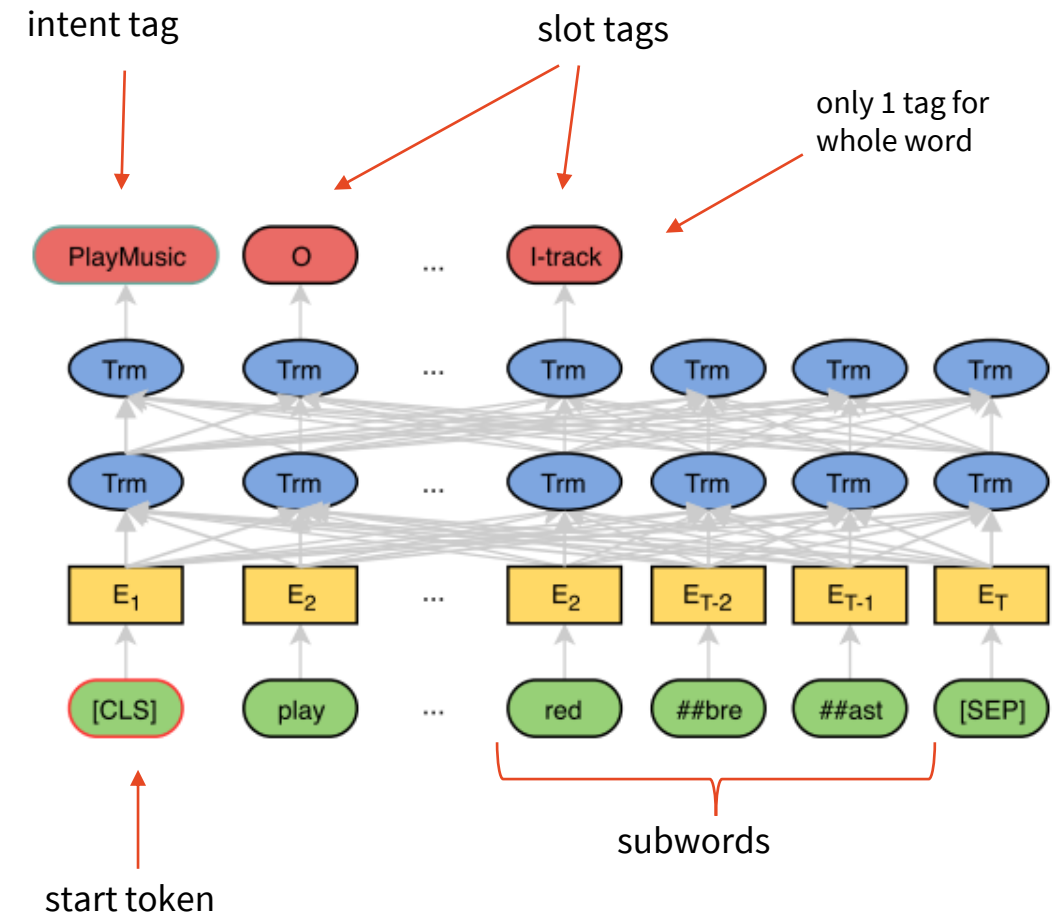 intent tag
slot tags
only 1 tag for
whole word
PlayMusic O ... I-track
Trm Trm ... Trm Trm Trm Trm
Trm Trm ... Trm Trm Trm Trm
E1 E2 ... E2 ET-2 ET-1 ET
[CLS] play ... red ##bre ##ast [SEP]
subwords
start token